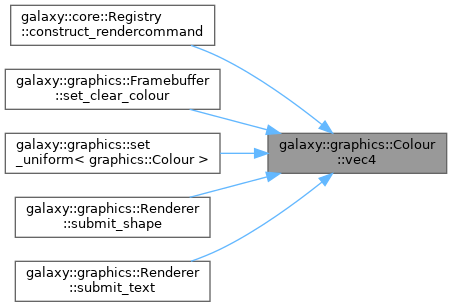 galaxy::core::Registry
::construct_rendercommand
galaxy::graphics::Framebuffer
::set_clear_colour
galaxy::graphics::set
_uniform< graphics::Colour >
galaxy::graphics::Renderer
::submit_shape
galaxy::graphics::Renderer
::submit_text
galaxy::graphics::Colour
::vec4